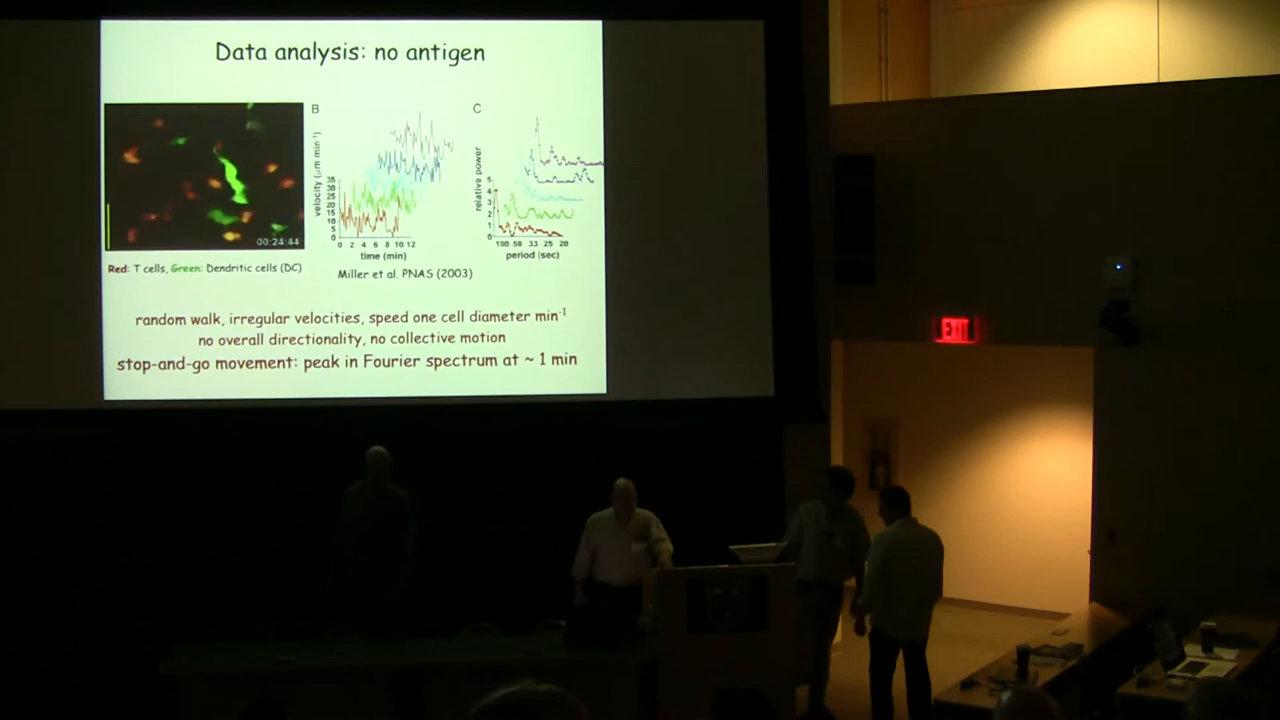 Data analysis: no antigen
B
C
velocity (μm min⁻¹)
35
30
25
20
15
10
5
0
0 2 4 6 8 10 12
time (min)
relative power
5
4
3
2
1
0
100 50 33 25 20
period (sec)
00:24:44
Red: T cells, Green: Dendritic cells (DC)
Miller et al. PNAS (2003)
random walk, irregular velocities, speed one cell diameter min⁻¹
no overall directionality, no collective motion
stop-and-go movement: peak in Fourier spectrum at ~ 1 min
EXIT